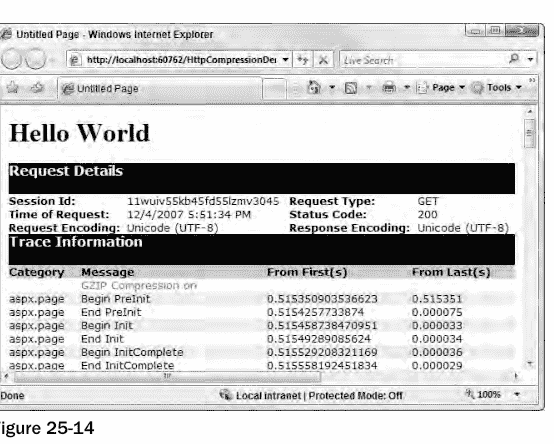 Untitled Page - Windows Internet Explorer
http://localhost:60762/HttpCompressionDe
Live Search
Untitled Page
Page
Tools
Hello World
Request Details
Session Id: 11wuiv55kb45fd55lzmv3045 Request Type: GET
Time of Request: 12/4/2007 5:51:34 PM Status Code: 200
Request Encoding: Unicode (UTF-8) Response Encoding: Unicode (UTF-8)
Trace Information
Category Message From First(s) From Last(s)
GZIP Compression on
aspx.page Begin PreInit 0.515350903536623 0.515351
aspx.page End PreInit 0.5154257733874 0.000075
aspx.page Begin Init 0.515458738470951 0.000033
aspx.page End Init 0.51549289085624 0.000034
aspx.page Begin InitComplete 0.515529208321169 0.000036
aspx.page End InitComplete 0.515558192451834 0.000029
Done
Local intranet | Protected Mode: Off
100%
igure 25-14